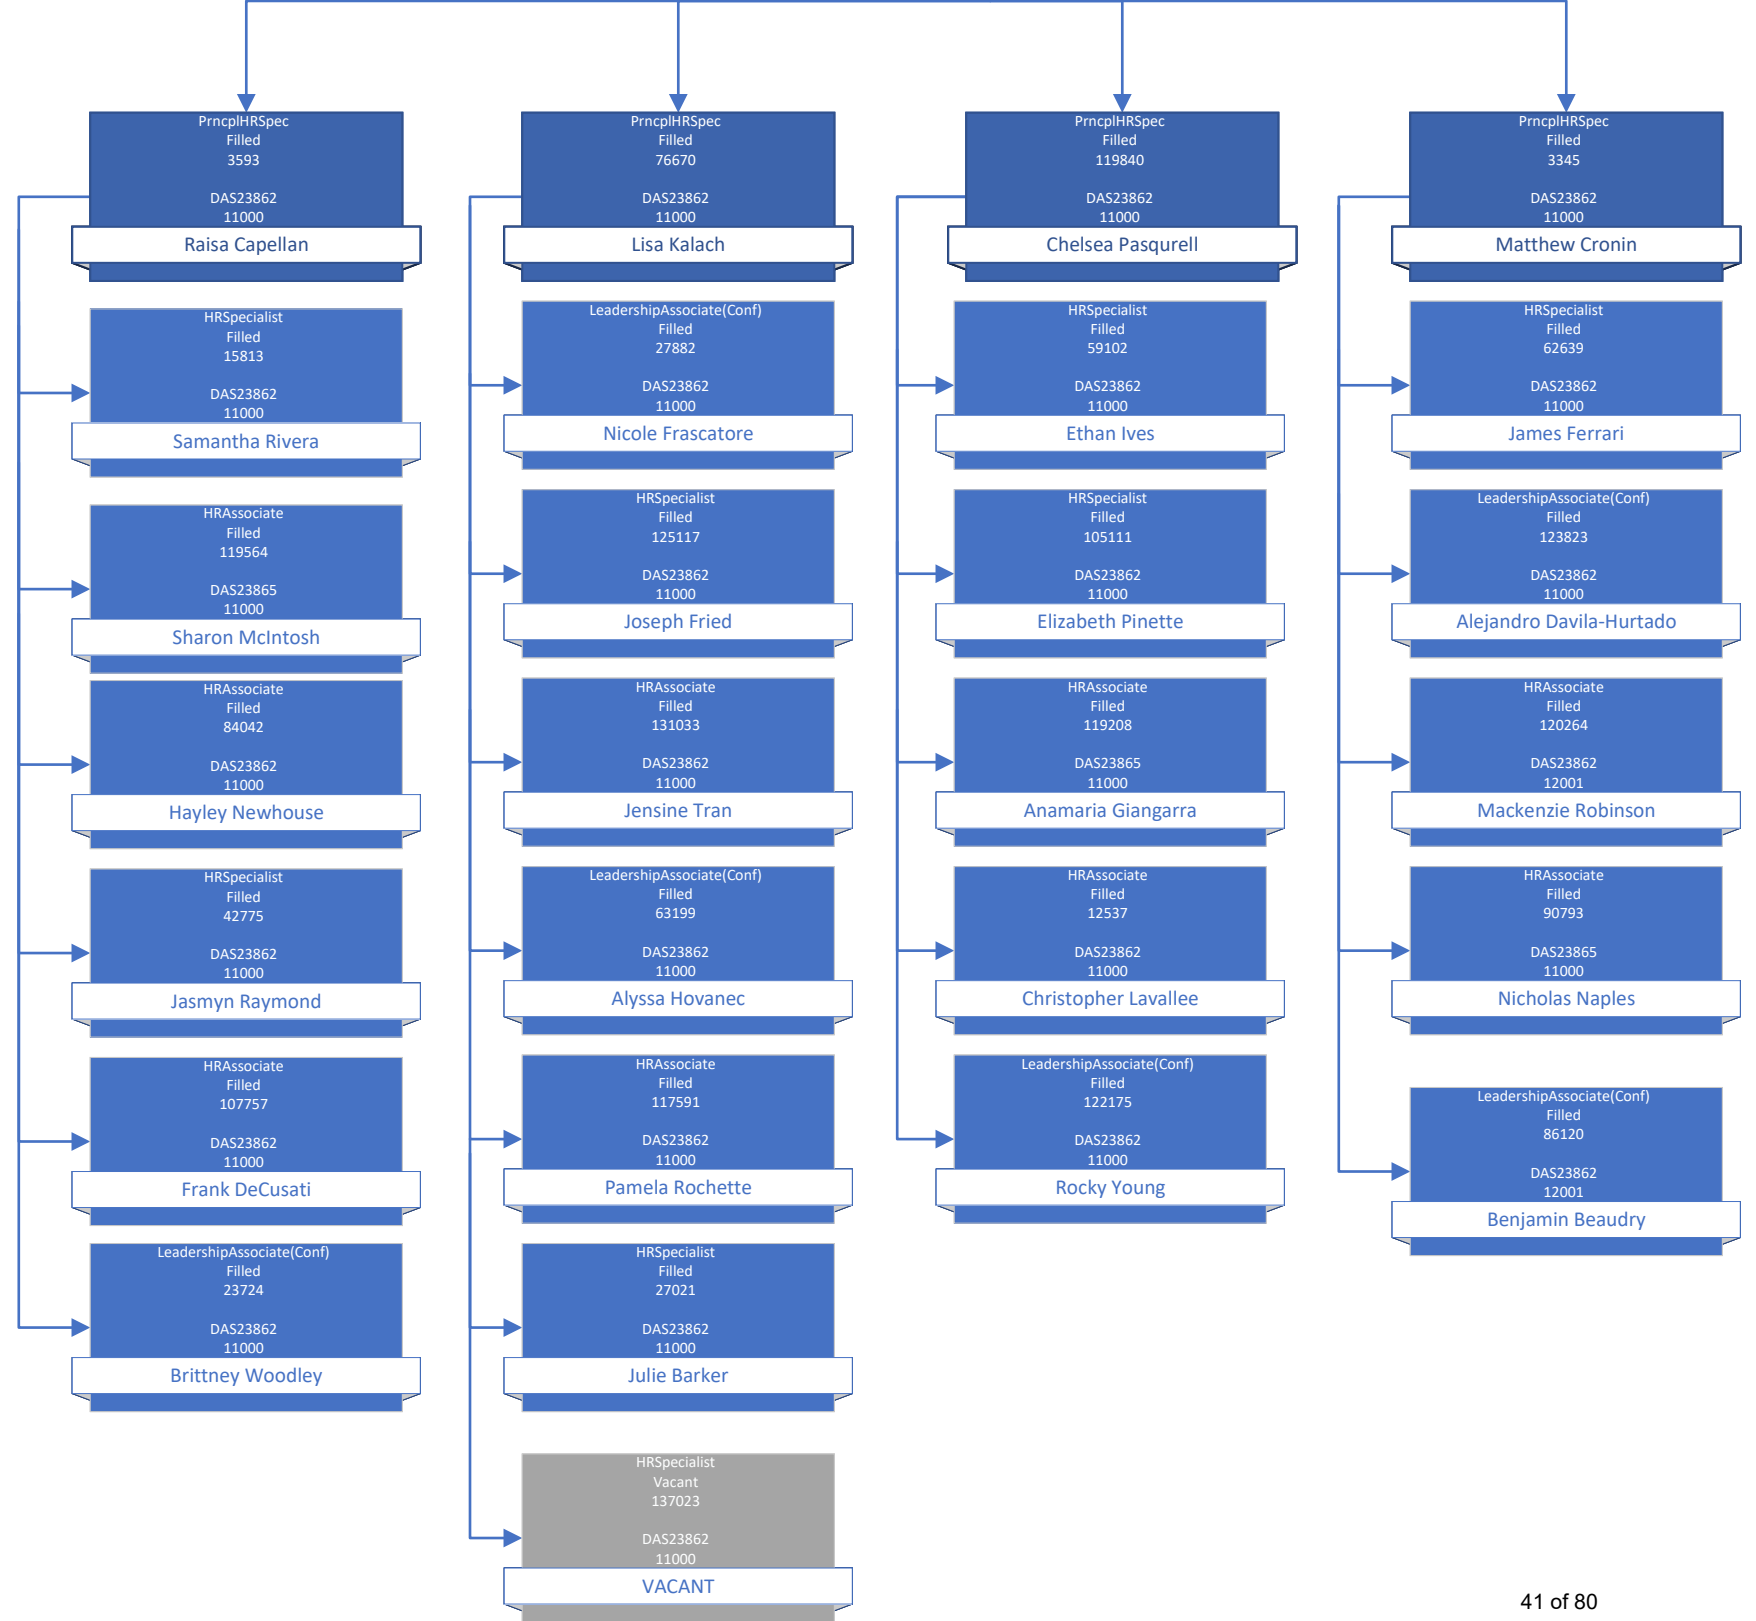 PrncplHRSpec
Filled
3593
DAS23862
11000
Raisa Capellan
HRSpecialist
Filled
15813
DAS23862
11000
Samantha Rivera
HRAssociate
Filled
119564
DAS23865
11000
Sharon McIntosh
HRAssociate
Filled
84042
DAS23862
11000
Hayley Newhouse
HRSpecialist
Filled
42775
DAS23862
11000
Jasmyn Raymond
HRAssociate
Filled
107757
DAS23862
11000
Frank DeCusati
LeadershipAssociate(Conf)
Filled
23724
DAS23862
11000
Brittney Woodley
PrncplHRSpec
Filled
76670
DAS23862
11000
Lisa Kalach
LeadershipAssociate(Conf)
Filled
27882
DAS23862
11000
Nicole Frascatore
HRSpecialist
Filled
125117
DAS23862
11000
Joseph Fried
HRAssociate
Filled
131033
DAS23862
11000
Jensine Tran
LeadershipAssociate(Conf)
Filled
63199
DAS23862
11000
Alyssa Hovanec
HRAssociate
Filled
117591
DAS23862
11000
Pamela Rochette
HRSpecialist
Filled
27021
DAS23862
11000
Julie Barker
HRSpecialist
Vacant
137023
DAS23862
11000
VACANT
PrncplHRSpec
Filled
119840
DAS23862
11000
Chelsea Pasqurell
HRSpecialist
Filled
59102
DAS23862
11000
Ethan Ives
HRSpecialist
Filled
105111
DAS23862
11000
Elizabeth Pinette
HRAssociate
Filled
119208
DAS23865
11000
Anamaria Giangarra
HRAssociate
Filled
12537
DAS23862
11000
Christopher Lavallee
LeadershipAssociate(Conf)
Filled
122175
DAS23862
11000
Rocky Young
PrncplHRSpec
Filled
3345
DAS23862
11000
Matthew Cronin
HRSpecialist
Filled
62639
DAS23862
11000
James Ferrari
LeadershipAssociate(Conf)
Filled
123823
DAS23862
11000
Alejandro Davila-Hurtado
HRAssociate
Filled
120264
DAS23862
12001
Mackenzie Robinson
HRAssociate
Filled
90793
DAS23865
11000
Nicholas Naples
LeadershipAssociate(Conf)
Filled
86120
DAS23862
12001
Benjamin Beaudry
41 of 80